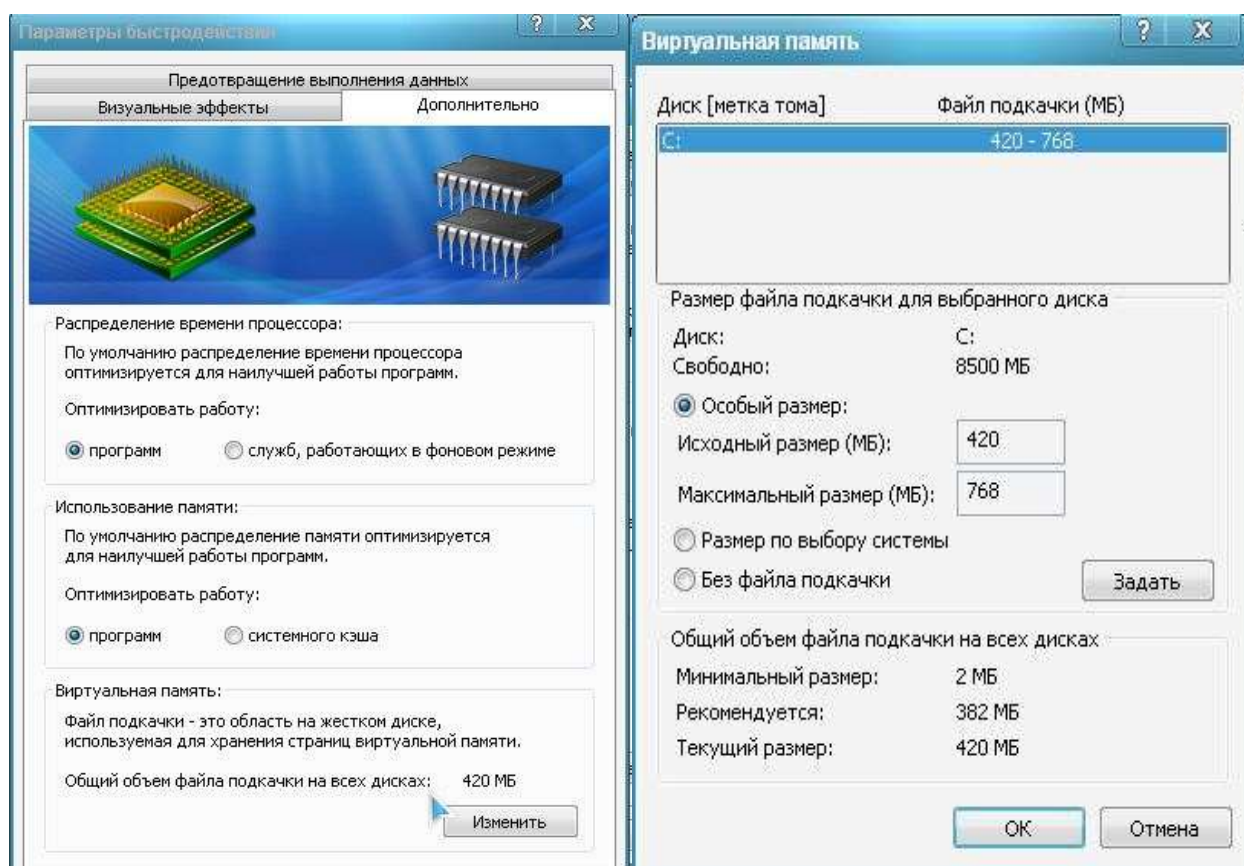 Параметры быстродействия
Предотвращение выполнения данных
Визуальные эффекты
Дополнительно
Распределение времени процессора:
По умолчанию распределение времени процессора
оптимизируется для наилучшей работы программ.
Оптимизировать работу:
программ служб, работающих в фоновом режиме
Использование памяти:
По умолчанию распределение памяти оптимизируется
для наилучшей работы программ.
Оптимизировать работу:
программ системного кэша
Виртуальная память:
Файл подкачки - это область на жестком диске,
используемая для хранения страниц виртуальной памяти.
Общий объем файла подкачки на всех дисках: 420 МБ
Изменить
Виртуальная память
Диск [метка тома] Файл подкачки (МБ)
C: 420 - 768
Размер файла подкачки для выбранного диска
Диск: C:
Свободно: 8500 МБ
Особый размер:
Исходный размер (МБ): 420
Максимальный размер (МБ): 768
Размер по выбору системы
Без файла подкачки
Задать
Общий объем файла подкачки на всех дисках
Минимальный размер: 2 МБ
Рекомендуется: 382 МБ
Текущий размер: 420 МБ
ОК Отмена